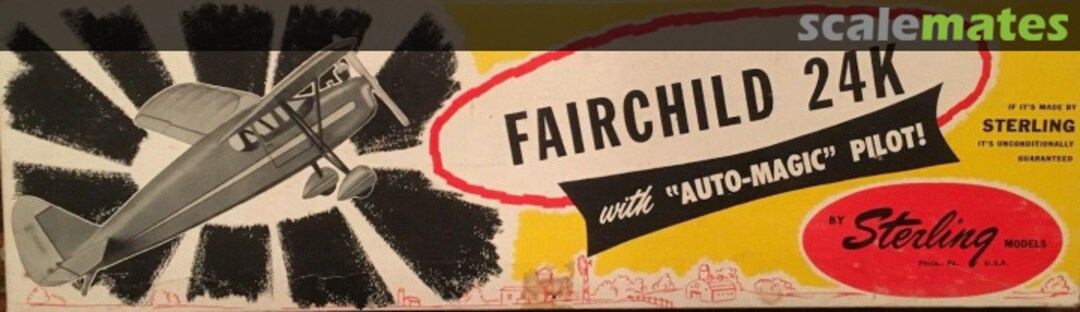 scalemates
FAIRCHILD 24K
with "AUTO-MAGIC" PILOT!
IF IT'S MADE BY
STERLING
IT'S UNCONDITIONALLY
GUARANTEED
BY Sterling MODELS
Phila., Pa. U.S.A.